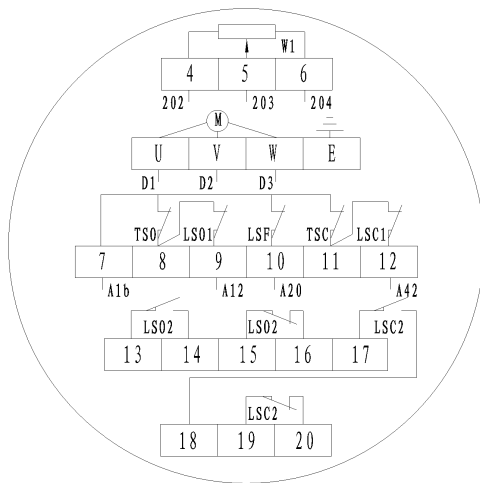 W1
4 5 6
202 203 204
M
U V W E
D1 D2 D3
TSO LSO1 LSF TSC LSC1
7 8 9 10 11 12
A1b A12 A20 A42
LSO2 LSO2 LSC2
13 14 15 16 17
LSC2
18 19 20